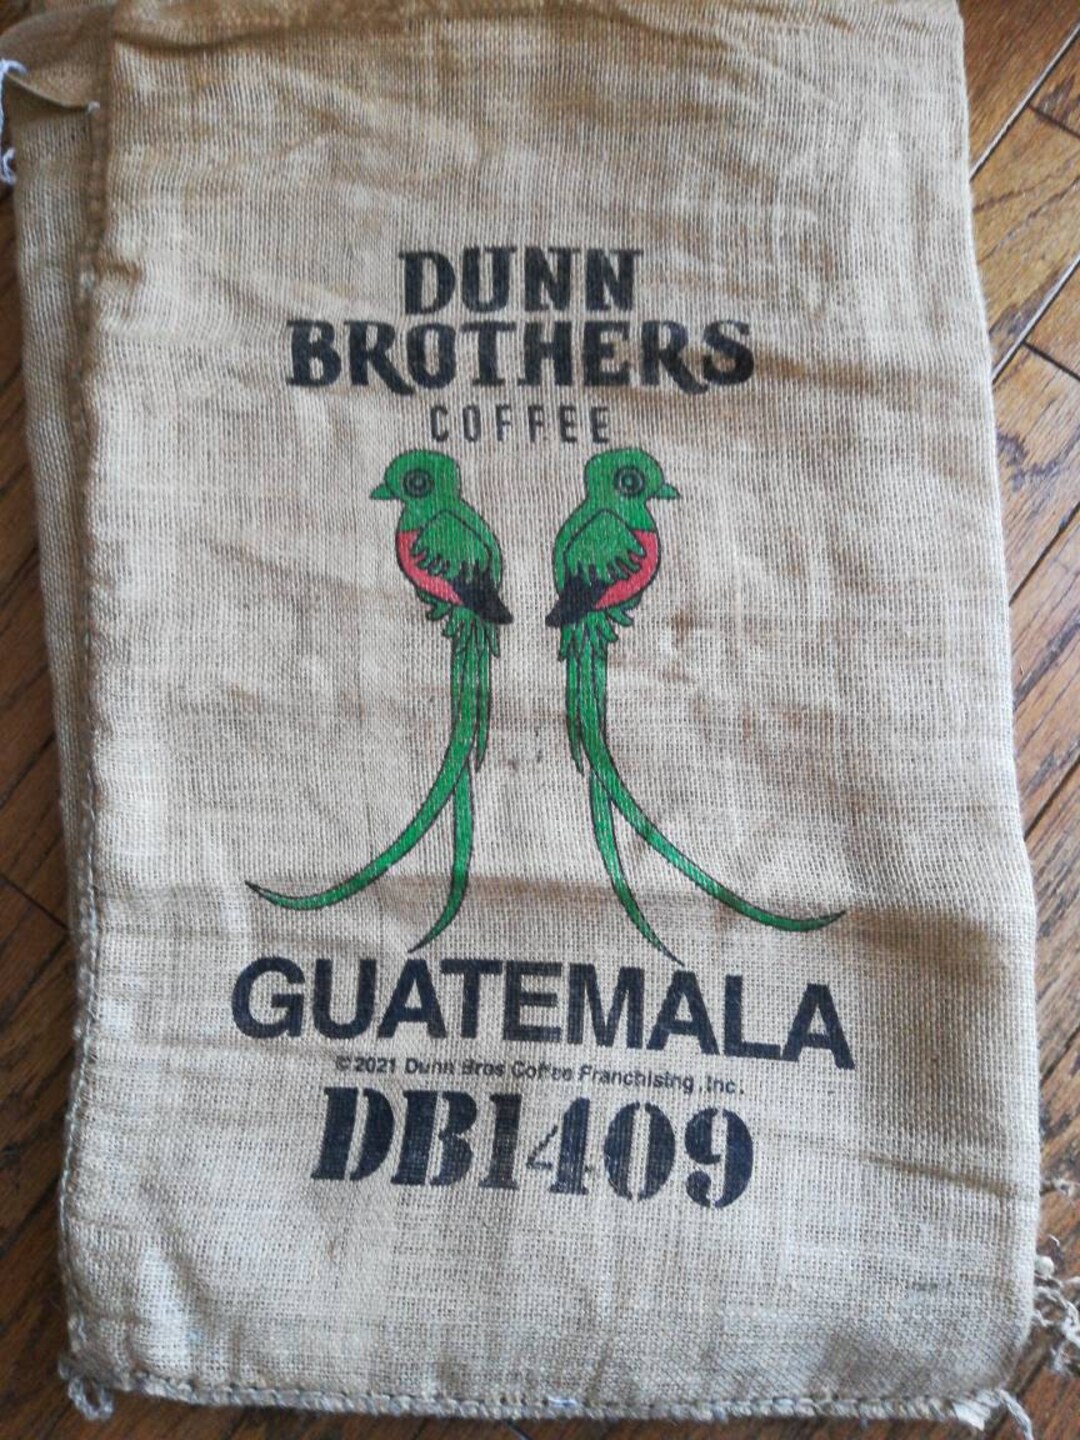 DUNN
BROTHERS
COFFEE
GUATEMALA
©2021 Dunn Bros Coffee Franchising, Inc.
DB1409